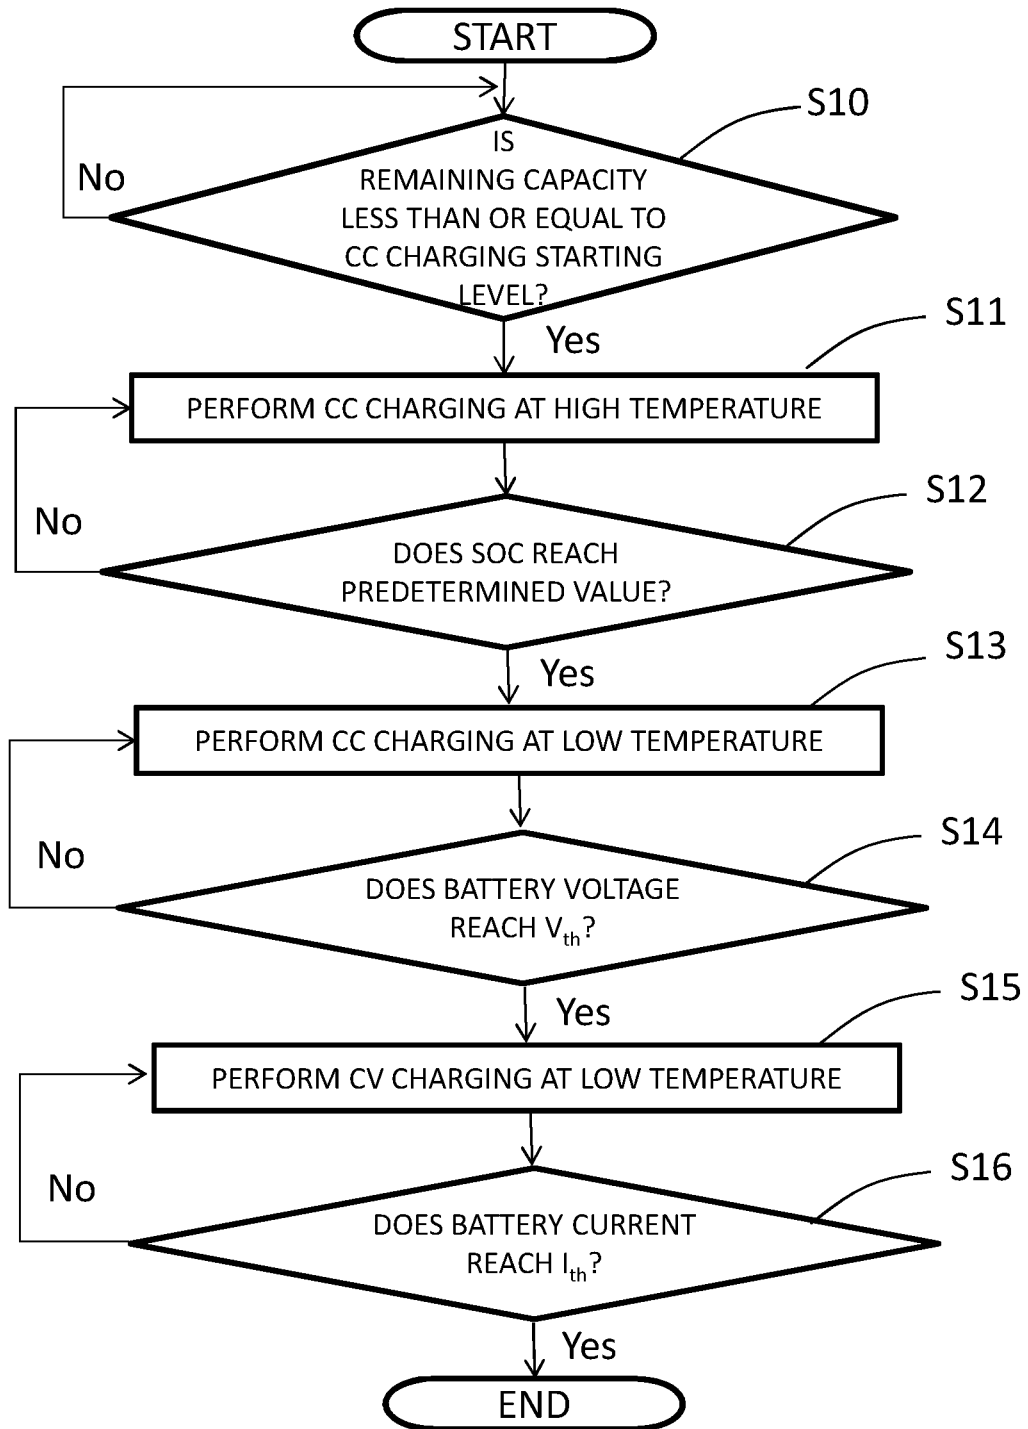 START
S10
No
IS
REMAINING CAPACITY
LESS THAN OR EQUAL TO
CC CHARGING STARTING
LEVEL?
Yes
S11
PERFORM CC CHARGING AT HIGH TEMPERATURE
S12
No
DOES SOC REACH
PREDETERMINED VALUE?
Yes
S13
PERFORM CC CHARGING AT LOW TEMPERATURE
S14
No
DOES BATTERY VOLTAGE
REACH Vth?
Yes
S15
PERFORM CV CHARGING AT LOW TEMPERATURE
S16
No
DOES BATTERY CURRENT
REACH Ith?
Yes
END